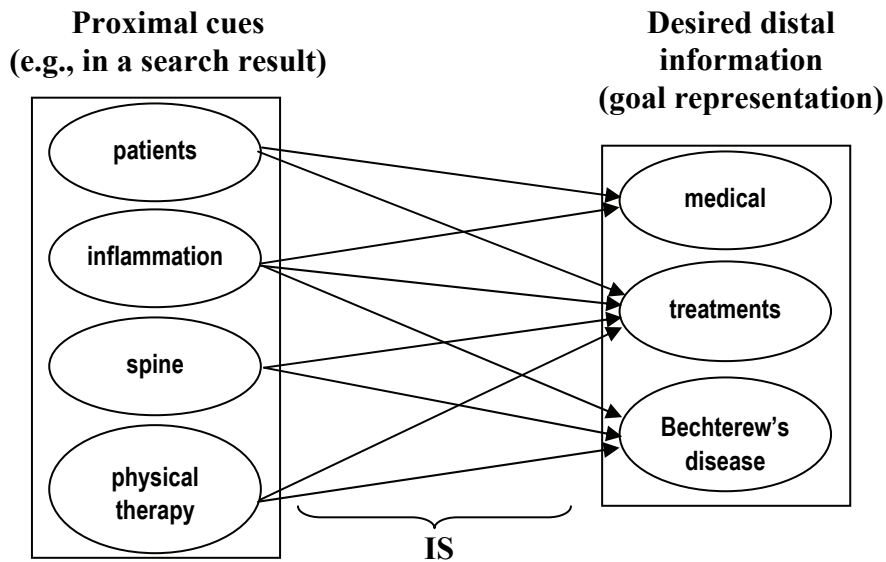 Proximal cues
(e.g., in a search result)
patients
inflammation
spine
physical
therapy
Desired distal
information
(goal representation)
medical
treatments
Bechterew's
disease
IS